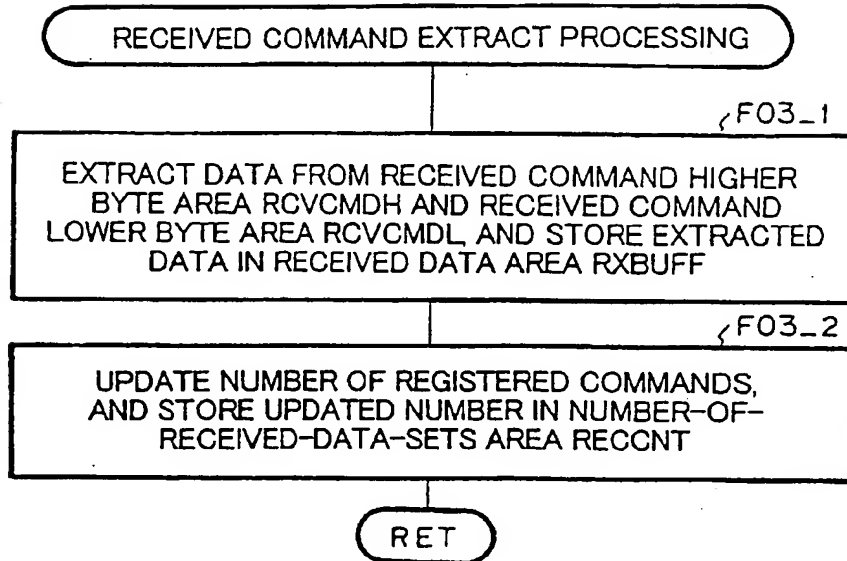 RECEIVED COMMAND EXTRACT PROCESSING
F03_1
EXTRACT DATA FROM RECEIVED COMMAND HIGHER
BYTE AREA RCVCMDH AND RECEIVED COMMAND
LOWER BYTE AREA RCVCMDL, AND STORE EXTRACTED
DATA IN RECEIVED DATA AREA RXBUFF
F03_2
UPDATE NUMBER OF REGISTERED COMMANDS,
AND STORE UPDATED NUMBER IN NUMBER-OF-
RECEIVED-DATA-SETS AREA RECCNT
RET